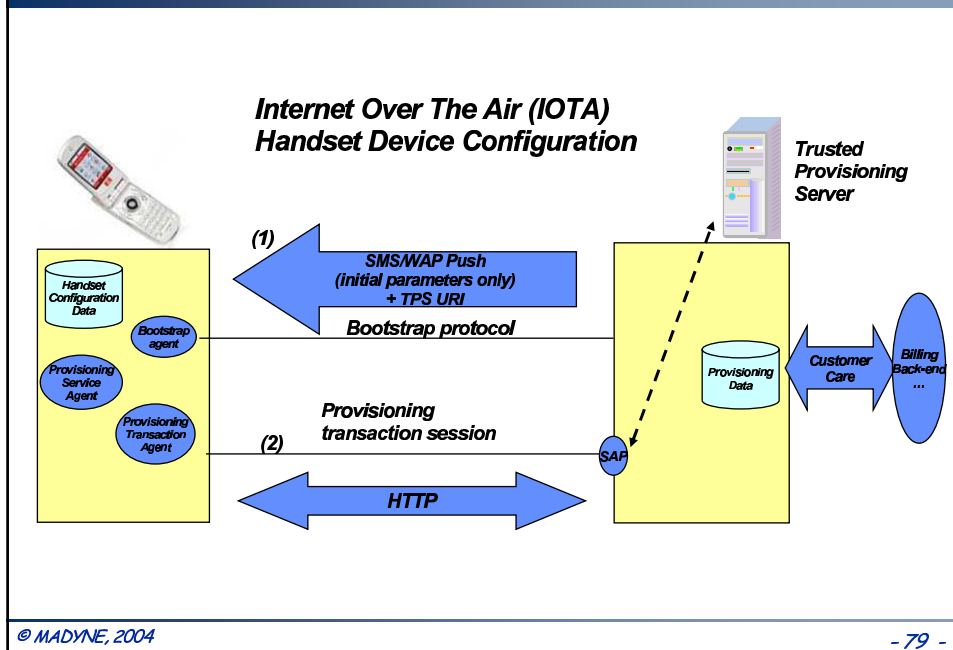 Internet Over The Air (IOTA)
Handset Device Configuration
Trusted
Provisioning
Server
(1)
SMS/WAP Push
(initial parameters only)
+ TPS URI
Handset
Configuration
Data
Bootstrap protocol
Bootstrap
agent
Provisioning
Service
Agent
Provisioning
Data
Customer
Care
Billing
Back-end
...
Provisioning
Transaction
Agent
Provisioning
transaction session
(2)
SAP
HTTP
© MADYNE, 2004
- 79 -